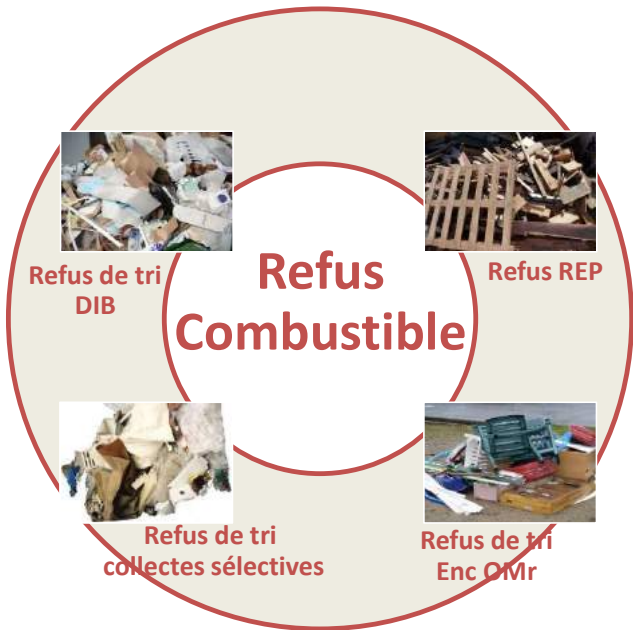 Refus de tri
DIB
Refus
Combustible
Refus REP
Refus de tri
collectes sélectives
Refus de tri
Enc OMr